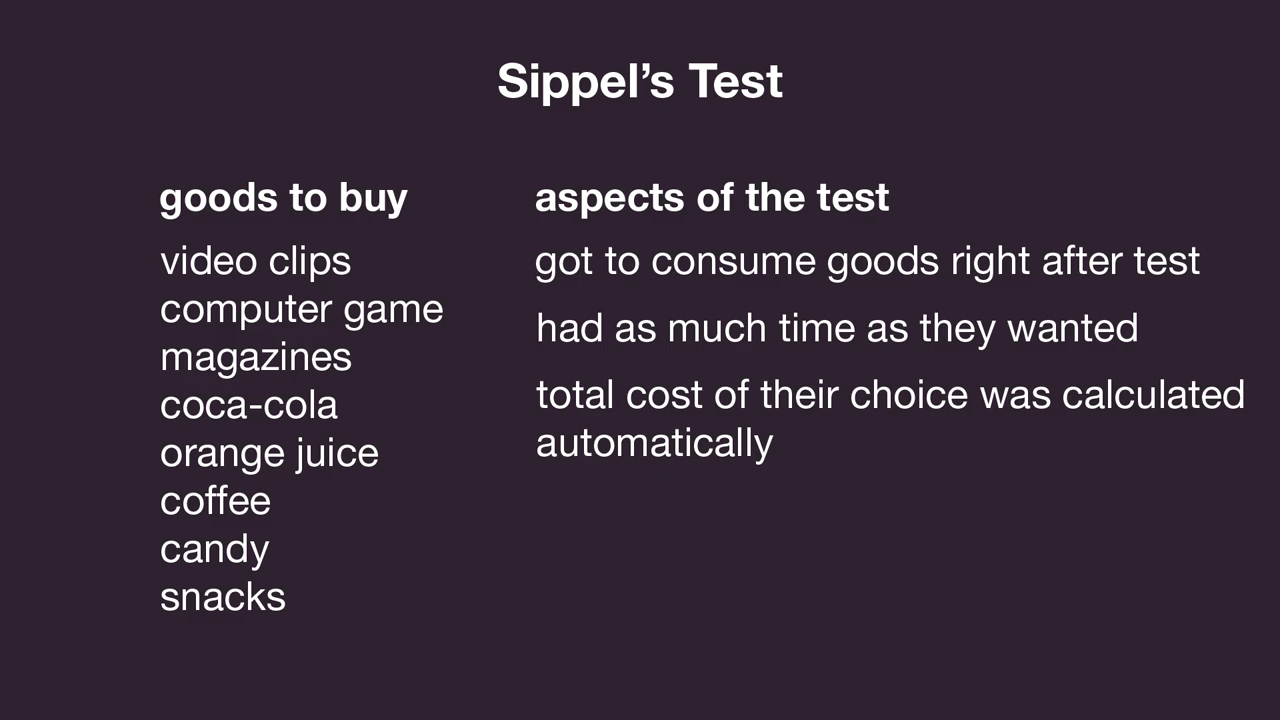 Sippel’s Test
goods to buy
video clips
computer game
magazines
coca-cola
orange juice
coffee
candy
snacks
aspects of the test
got to consume goods right after test
had as much time as they wanted
total cost of their choice was calculated
automatically